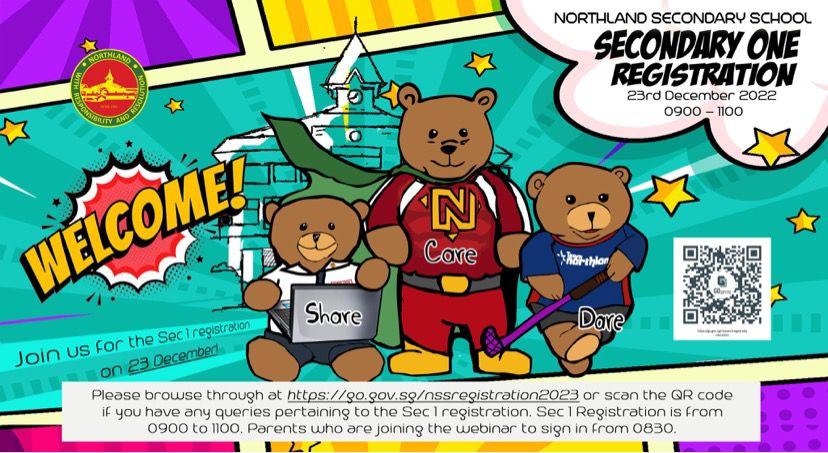 NORTHLAND SECONDARY SCHOOL
SECONDARY ONE
REGISTRATION
23rd December 2022
0900 – 1100
NORTHLAND
WITH RESPONSIBILITY AND RESOLUTION
WELCOME!
N
Care
Share
Dare
Join us for the Sec 1 registration
on 23 December!
Please browse through at https://go.gov.sg/nssregistration2023 or scan the QR code
if you have any queries pertaining to the Sec 1 registration. Sec 1 Registration is from
0900 to 1100. Parents who are joining the webinar to sign in from 0830.